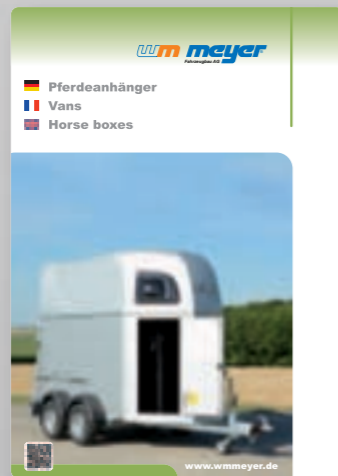 wm meyer
Fahrzeugbau AG
Pferdeanhänger
Vans
Horse boxes
www.wmmeyer.de